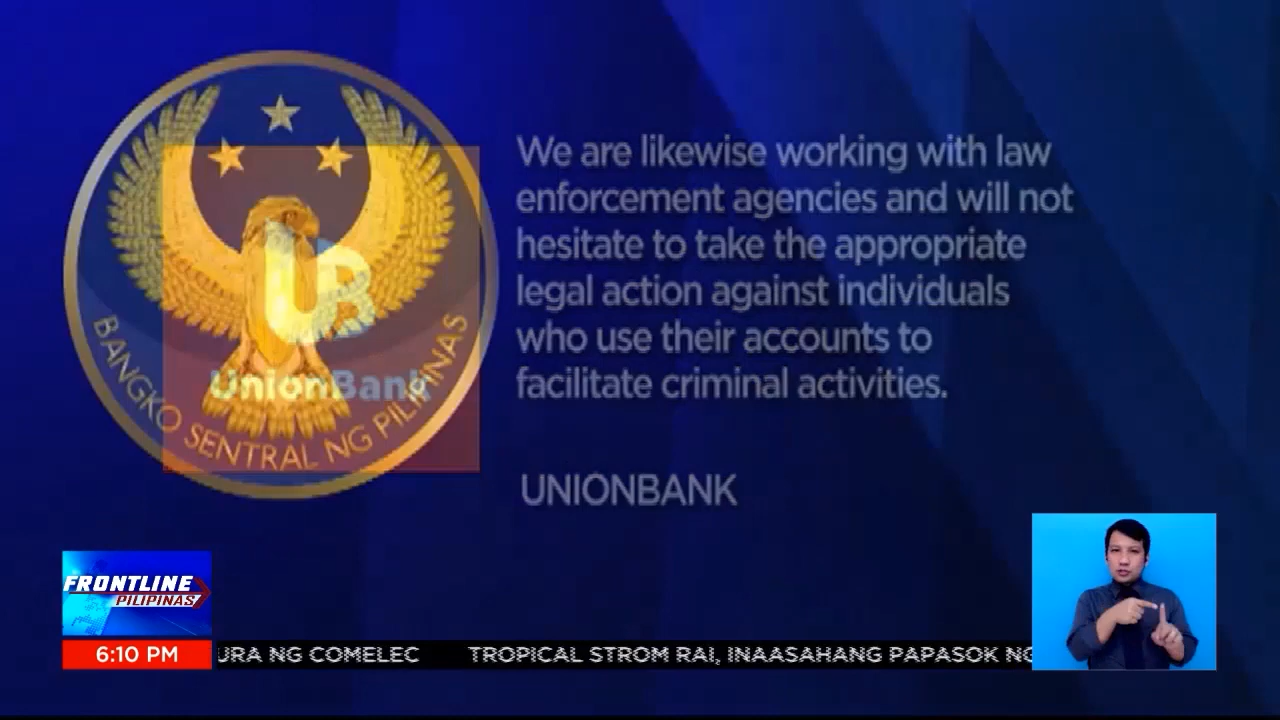 We are likewise working with law
enforcement agencies and will not
hesitate to take the appropriate
legal action against individuals
who use their accounts to
facilitate criminal activities.
UNIONBANK
BANGKO SENTRAL NG PILIPINAS
UB
UnionBank
FRONTLINE
PILIPINAS
6:10 PM
URA NG COMELEC TROPICAL STROM RAI, INAASAHANG PAPASOK NG